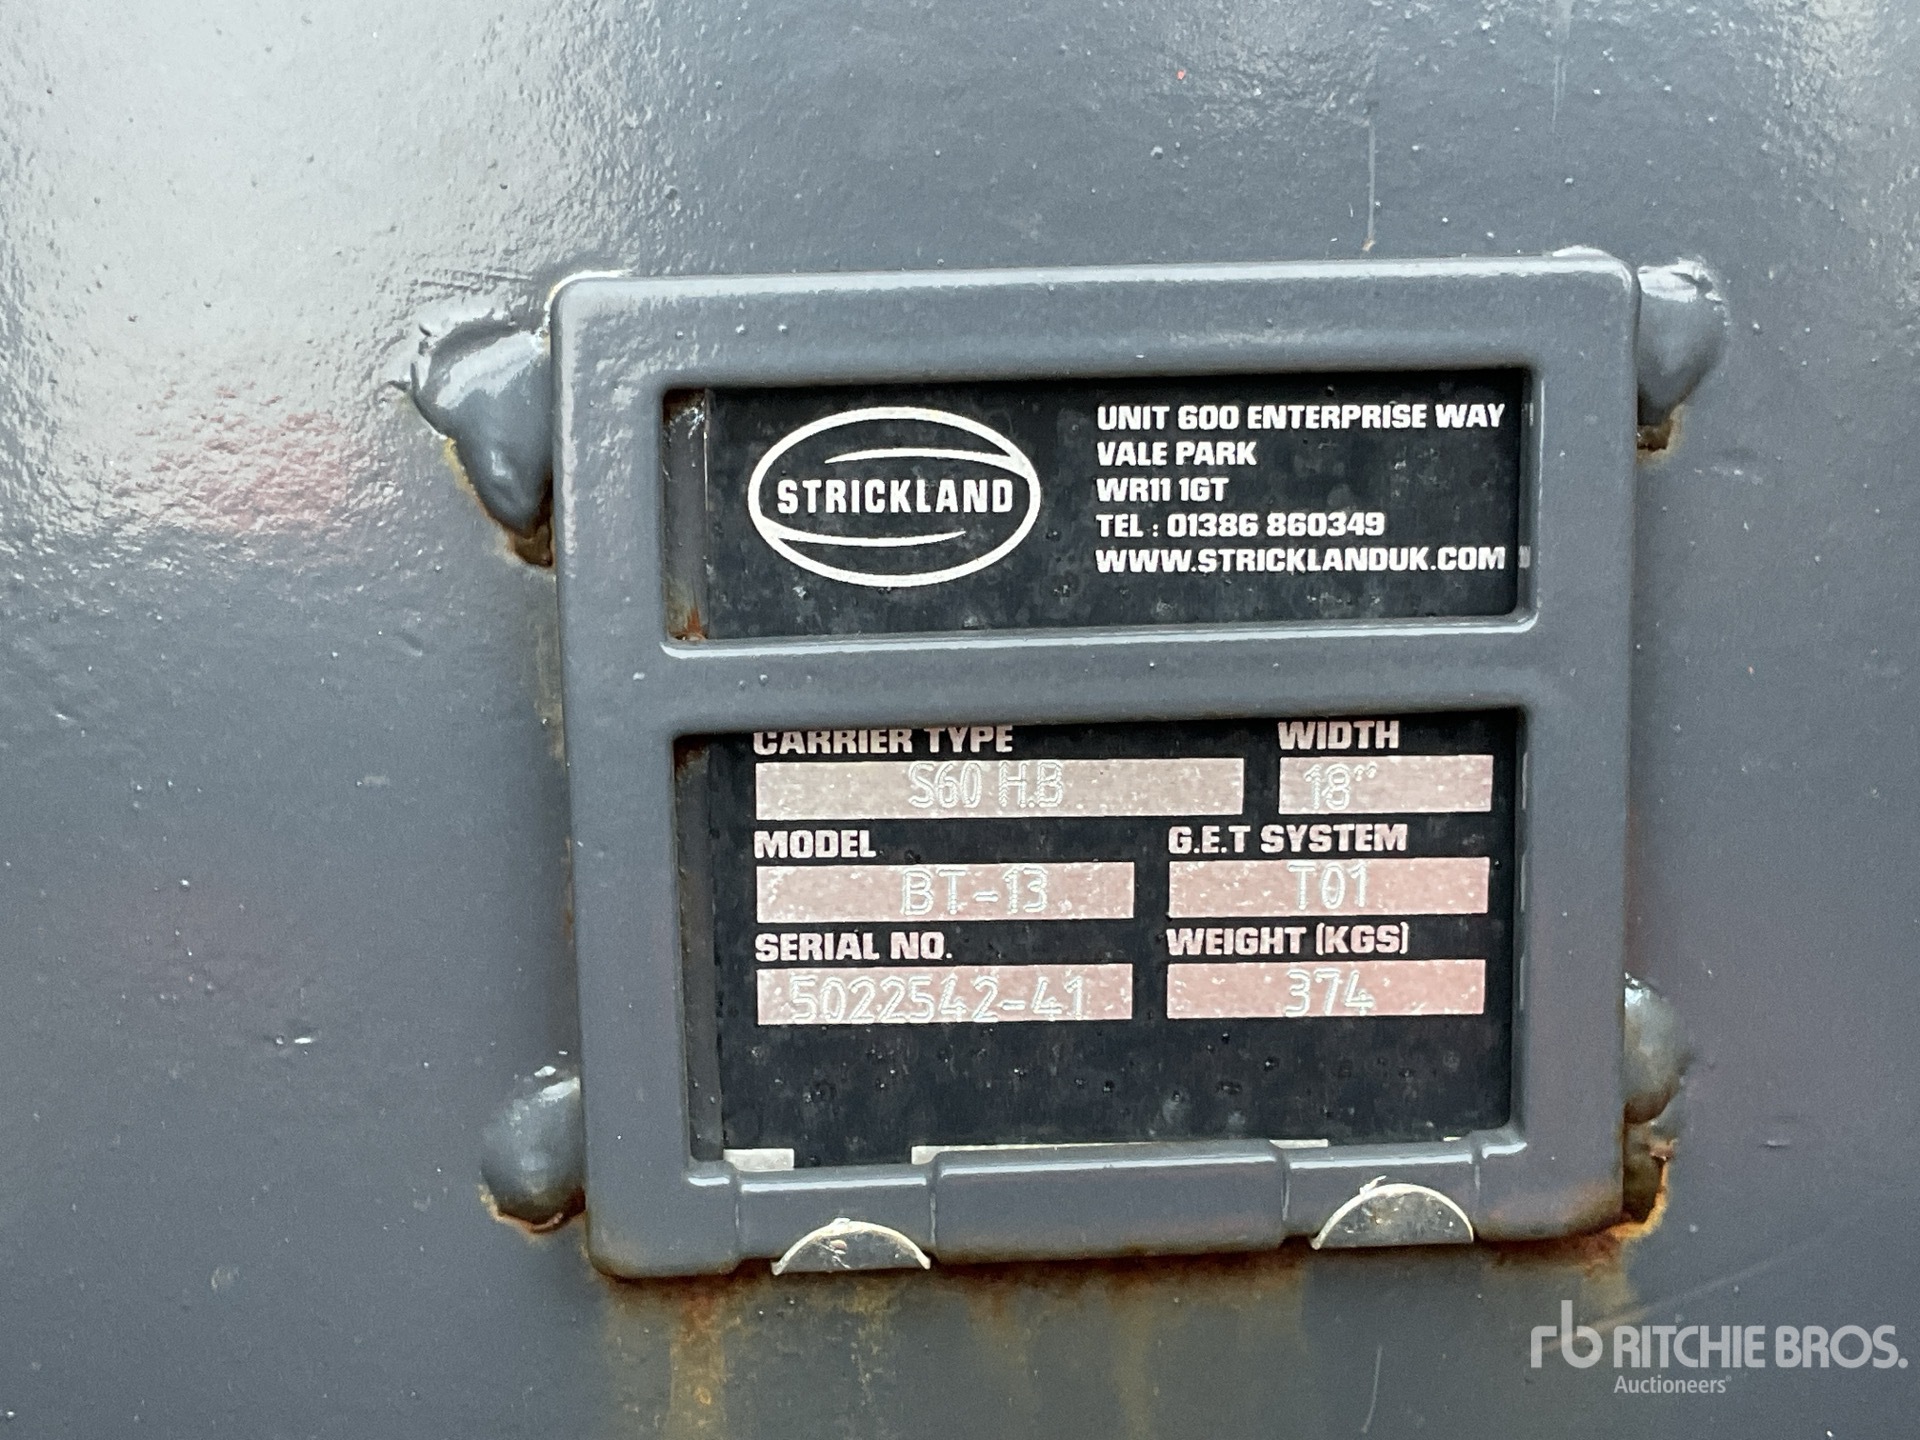 STRICKLAND
UNIT 600 ENTERPRISE WAY
VALE PARK
WR11 1GT
TEL : 01386 860349
WWW.STRICKLANDUK.COM
CARRIER TYPE WIDTH
S60 H.B 18"
MODEL G.E.T SYSTEM
BT-13 T01
SERIAL NO. WEIGHT (KGS)
5022542-41 374
rb RITCHIE BROS.
Auctioneers